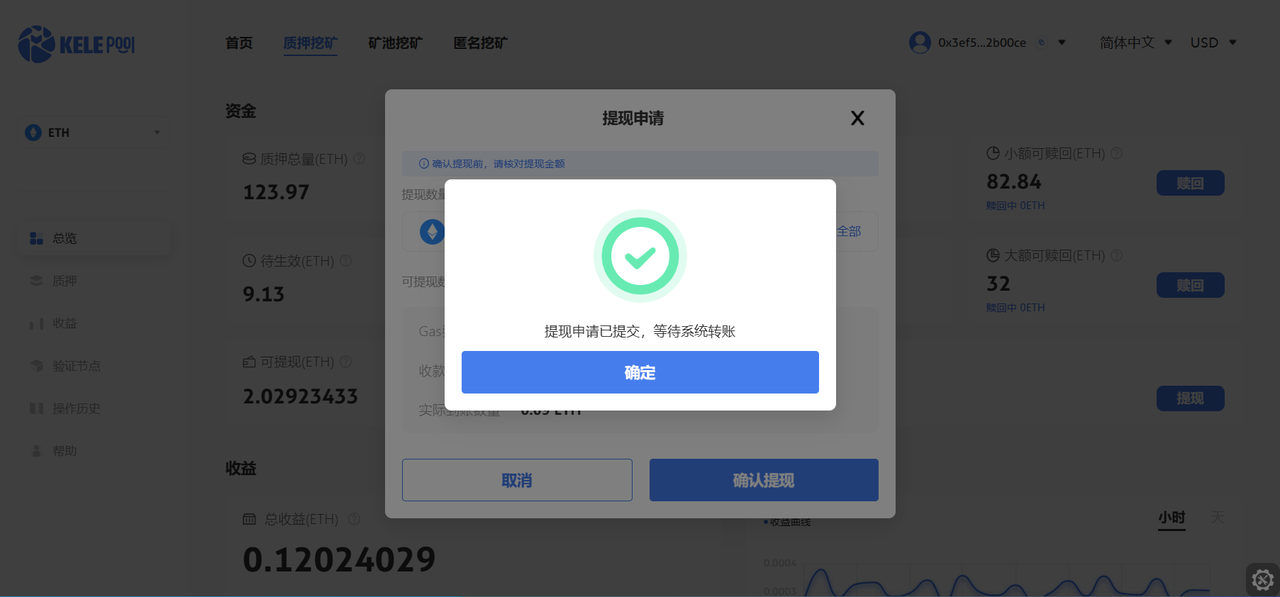 KELE POOL
首页
质押挖矿
矿池挖矿
匿名挖矿
0x3ef5...2b00ce
简体中文
USD
ETH
总览
质押
收益
验证节点
操作历史
帮助
资金
质押总量(ETH)
123.97
待生效(ETH)
9.13
可提现(ETH)
2.02923433
小额可赎回(ETH)
82.84
赎回中 0ETH
赎回
大额可赎回(ETH)
32
赎回中 0ETH
赎回
提现
提现申请
X
确认提现前，请核对提现金额
提现数量
全部
可提现数
Gas
收款
实际到账数量
取消
确认提现
提现申请已提交，等待系统转账
确定
收益
总收益(ETH)
0.12024029
收益曲线
小时
天
0.0004
0.0003